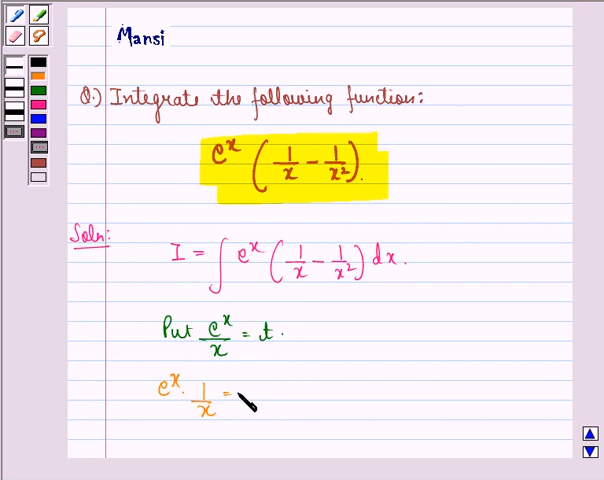 Mansi
Q.) Integrate the following function:
e^x (1/x - 1/x²).
Soln:
I = ∫ e^x (1/x - 1/x²) dx.
Put e^x/x = t.
e^x · 1/x =